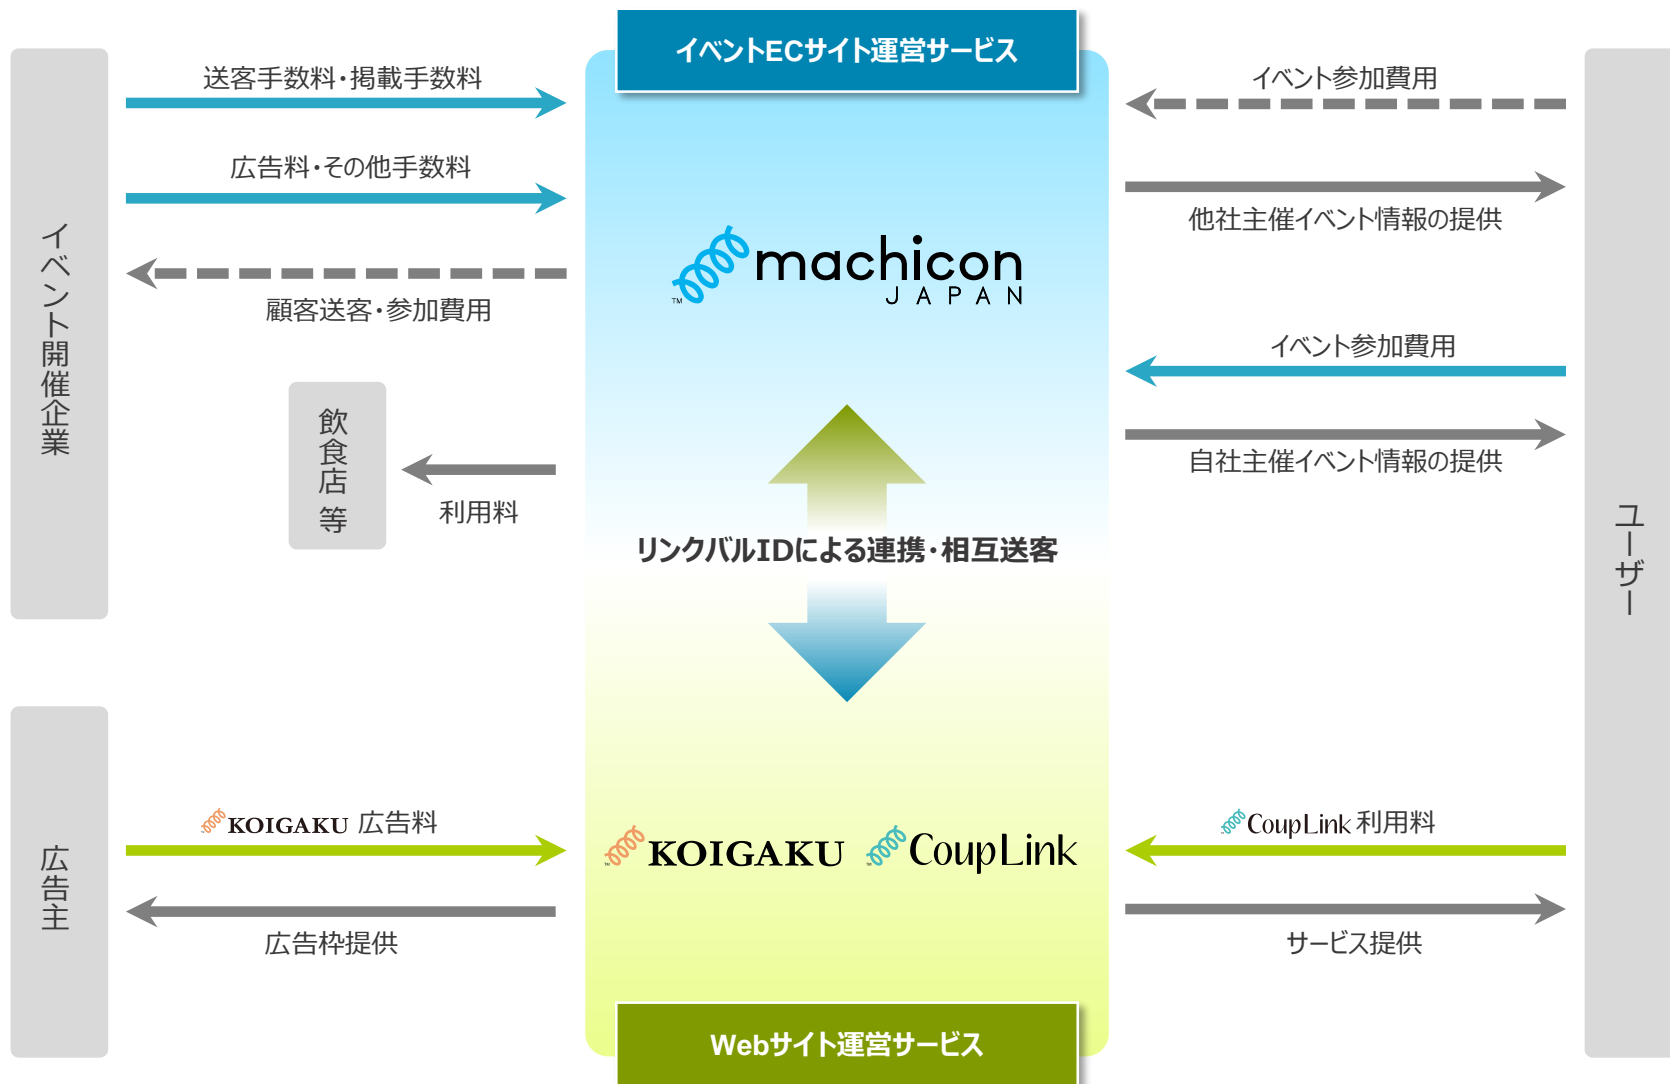 イベントECサイト運営サービス
送客手数料・掲載手数料
広告料・その他手数料
顧客送客・参加費用
イベント開催企業
飲食店 等
利用料
イベント参加費用
他社主催イベント情報の提供
イベント参加費用
自社主催イベント情報の提供
ユーザー
machicon
JAPAN
TM
リンクバルIDによる連携・相互送客
広告主
KOIGAKU 広告料
広告枠提供
TM KOIGAKU
TM CoupLink
CoupLink 利用料
サービス提供
Webサイト運営サービス